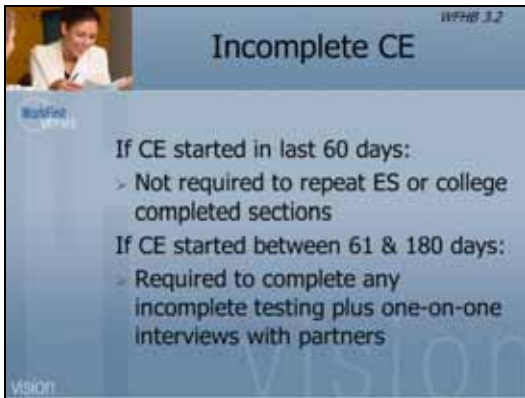 WFHB 3.2
Incomplete CE
WorkFirst
If CE started in last 60 days:
> Not required to repeat ES or college
completed sections
If CE started between 61 & 180 days:
> Required to complete any
incomplete testing plus one-on-one
interviews with partners
vision
vision